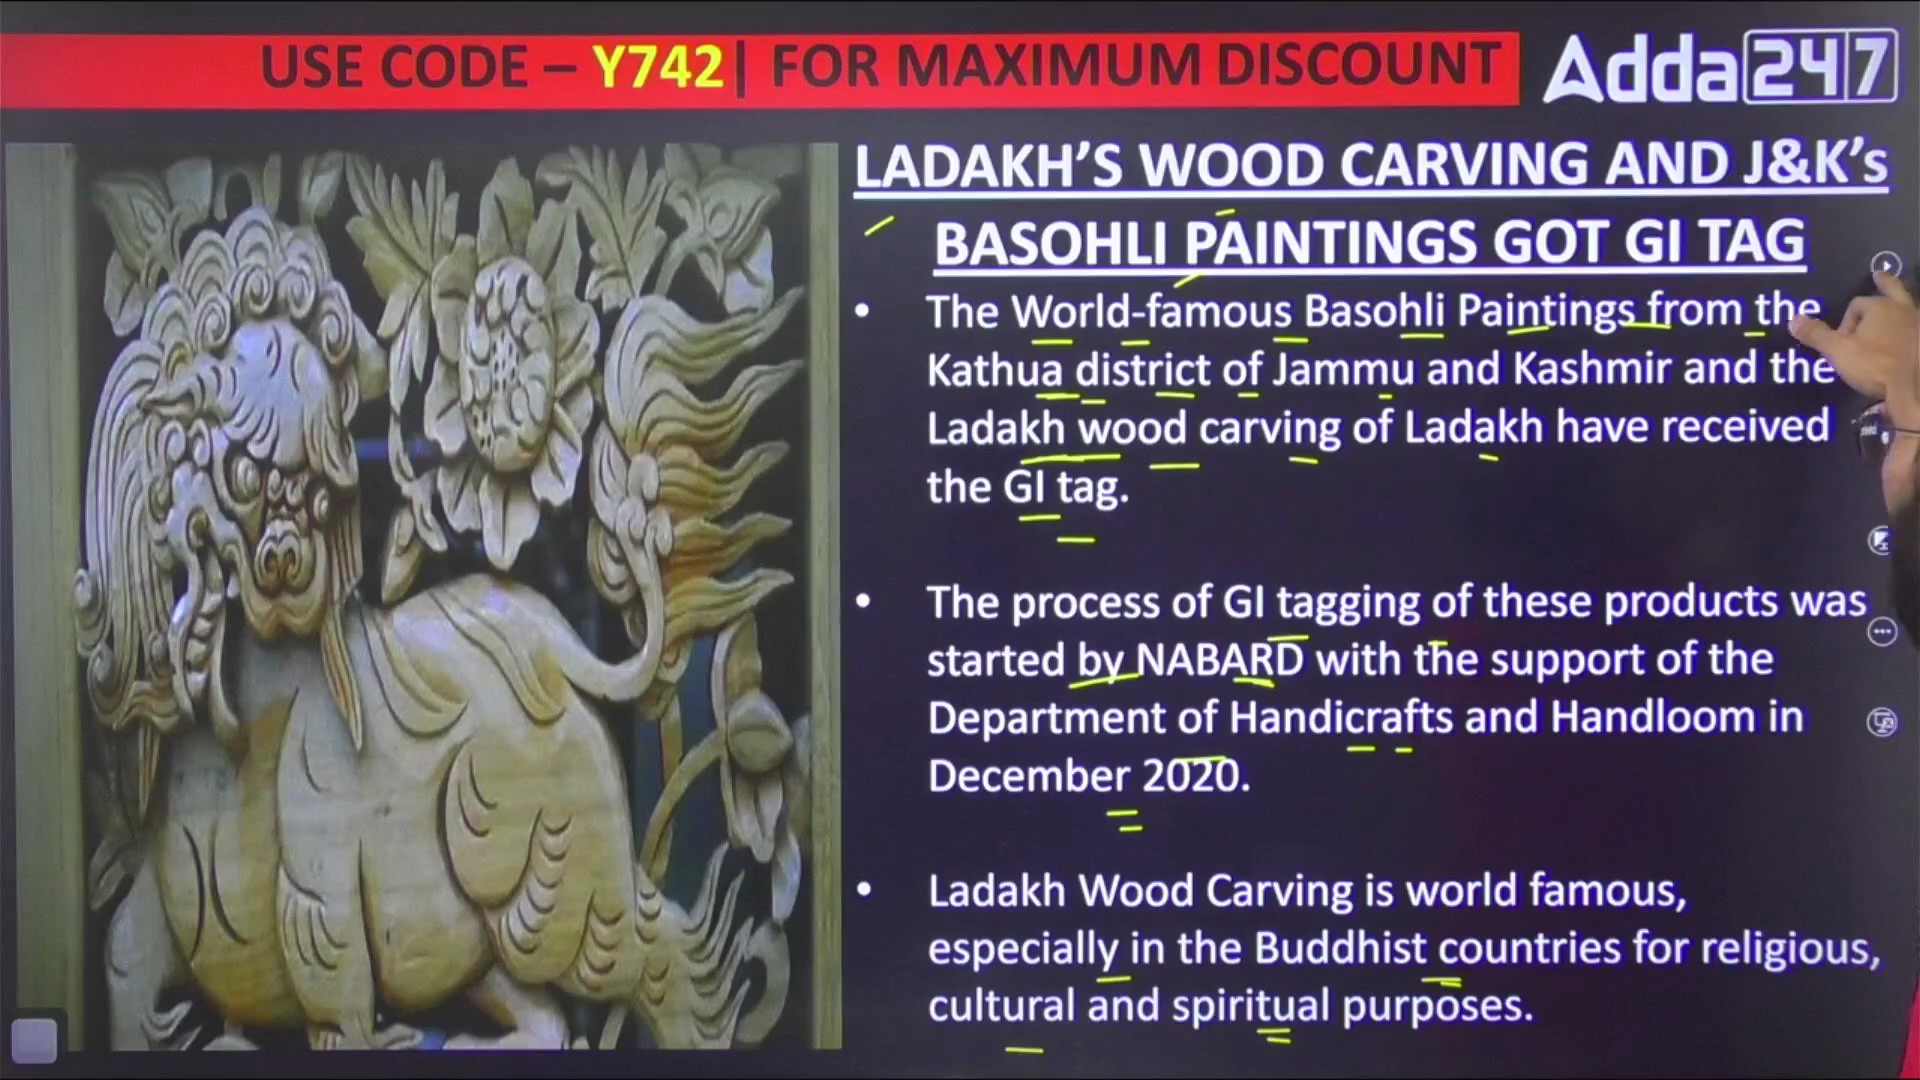 USE CODE – Y742 | FOR MAXIMUM DISCOUNT
Adda247
LADAKH'S WOOD CARVING AND J&K's
BASOHLI PAINTINGS GOT GI TAG
• The World-famous Basohli Paintings from the
Kathua district of Jammu and Kashmir and the
Ladakh wood carving of Ladakh have received
the GI tag.
• The process of GI tagging of these products was
started by NABARD with the support of the
Department of Handicrafts and Handloom in
December 2020.
• Ladakh Wood Carving is world famous,
especially in the Buddhist countries for religious,
cultural and spiritual purposes.